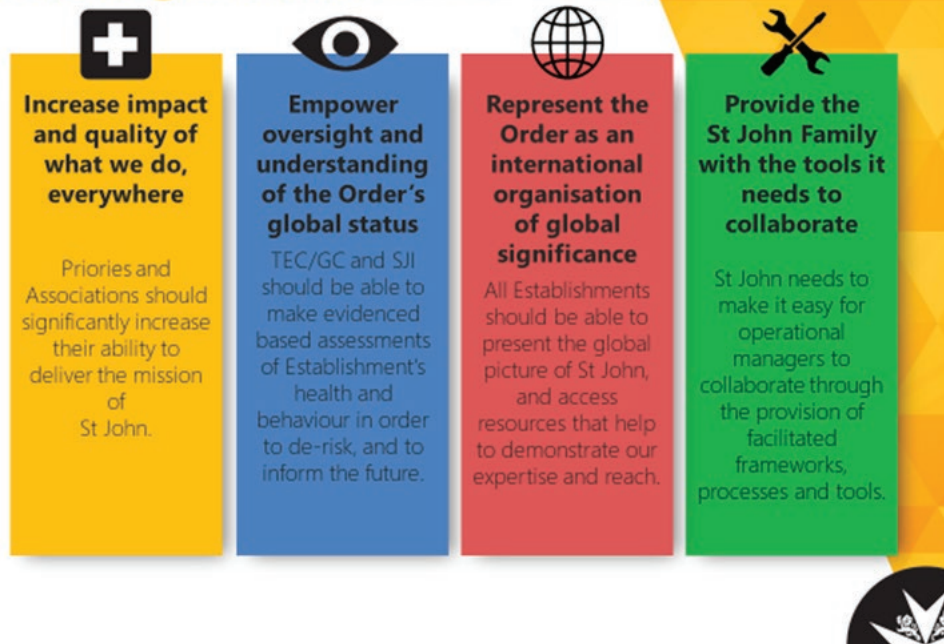 Increase impact
and quality of
what we do,
everywhere
Priories and
Associations should
significantly increase
their ability to
deliver the mission
of
St John.
Empower
oversight and
understanding
of the Order's
global status
TEC/GC and SJI
should be able to
make evidenced
based assessments
of Establishment's
health and
behaviour in order
to de-risk, and to
inform the future.
Represent the
Order as an
international
organisation
of global
significance
All Establishments
should be able to
present the global
picture of St John,
and access
resources that help
to demonstrate our
expertise and reach.
Provide the
St John Family
with the tools it
needs to
collaborate
St John needs to
make it easy for
operational
managers to
collaborate through
the provision of
facilitated
frameworks,
processes and tools.